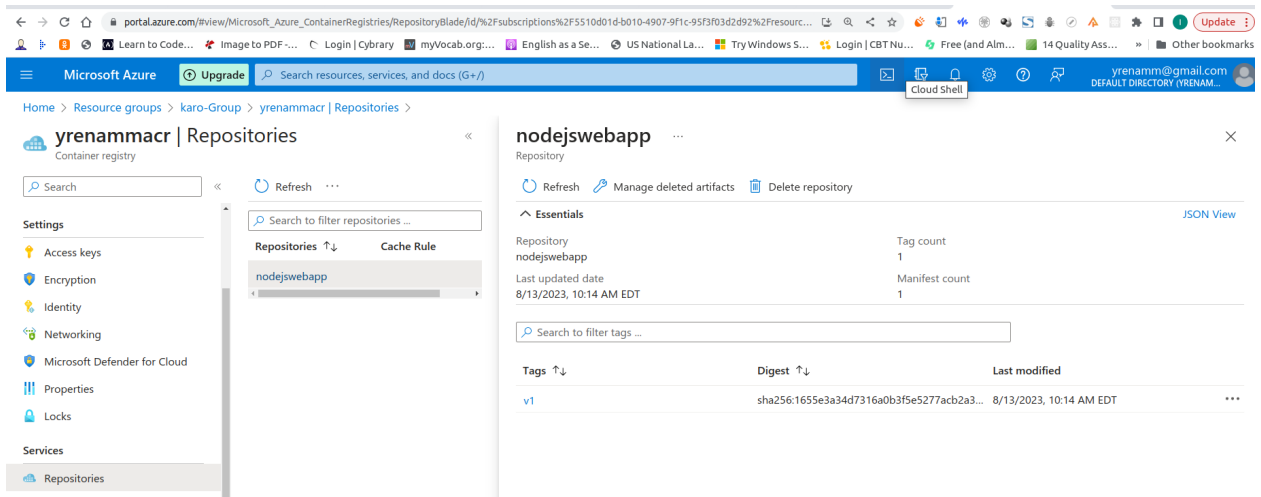 portal.azure.com/#view/Microsoft_Azure_ContainerRegistries/RepositoryBlade/id/%2Fsubscriptions%2F5510d01d-b010-4907-9f1c-95f3f03d2d92%2Fresourc...
Update
Learn to Code...
Image to PDF -...
Login | Cybrary
myVocab.org:...
English as a Se...
US National La...
Try Windows S...
Login | CBT Nu...
Free (and Alm...
14 Quality Ass...
»
Other bookmarks
Microsoft Azure
Upgrade
Search resources, services, and docs (G+/)
yrenamm@gmail.com
DEFAULT DIRECTORY (YRENAM...
Cloud Shell
Home > Resource groups > karo-Group > yrenammacr | Repositories >
yrenammacr | Repositories
Container registry
Search
Settings
Access keys
Encryption
Identity
Networking
Microsoft Defender for Cloud
Properties
Locks
Services
Repositories
Refresh ...
Search to filter repositories ...
Repositories ↑↓ Cache Rule
nodejswebapp
nodejswebapp ...
Repository
Refresh Manage deleted artifacts Delete repository
Essentials JSON View
Repository
nodejswebapp
Tag count
1
Last updated date
8/13/2023, 10:14 AM EDT
Manifest count
1
Search to filter tags ...
Tags ↑↓ Digest ↑↓ Last modified
v1 sha256:1655e3a34d7316a0b3f5e5277acb2a3... 8/13/2023, 10:14 AM EDT ...